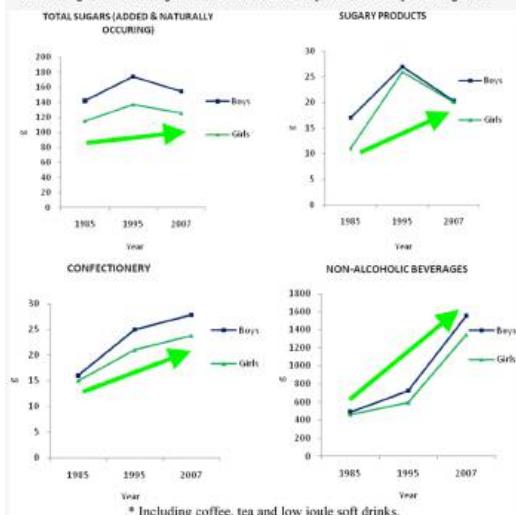 TOTAL SUGARS (ADDED & NATURALLY
OCCURING)
200
180
160
140
120
100
80
60
40
20
0
g
1985
1995
2007
Year
Boys
Girls
SUGARY PRODUCTS
30
25
20
15
10
5
0
g
1985
1995
2007
Year
Boys
Girls
CONFECTIONERY
30
25
20
15
10
5
0
g
1985
1995
2007
Year
Boys
Girls
NON-ALCOHOLIC BEVERAGES
1800
1600
1400
1200
1000
800
600
400
200
0
g
1985
1995
2007
Year
Boys
Girls
* Including coffee, tea and low joule soft drinks.